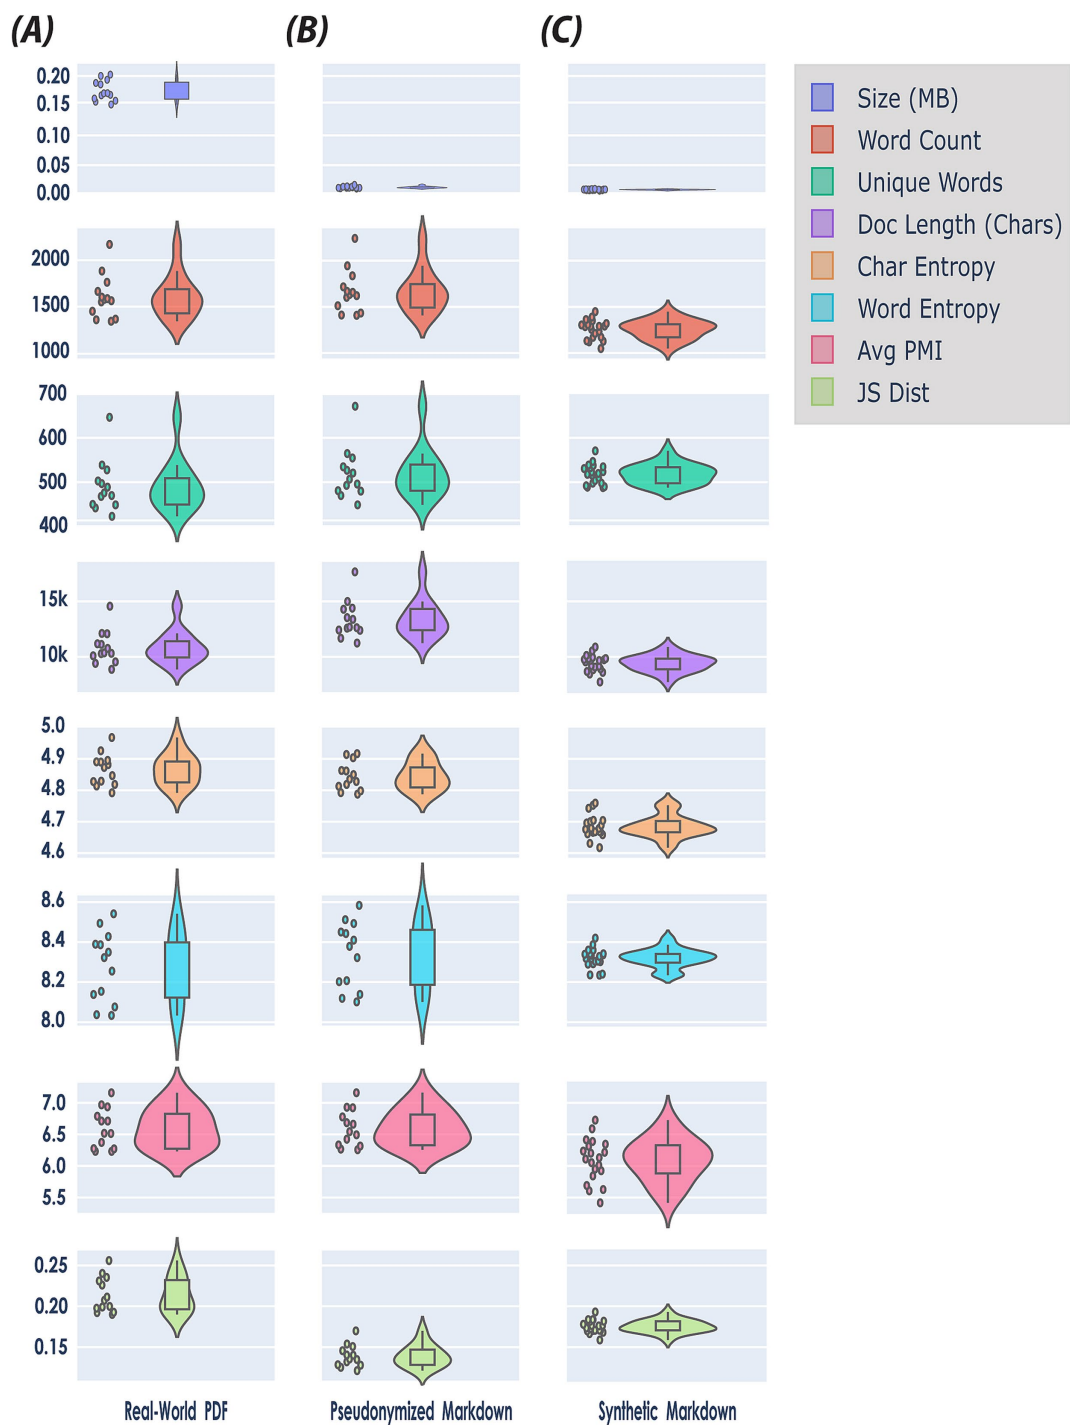 (A) (B) (C)
0.20
0.15
0.10
0.05
0.00
2000
1500
1000
700
600
500
400
15k
10k
5.0
4.9
4.8
4.7
4.6
8.6
8.4
8.2
8.0
7.0
6.5
6.0
5.5
0.25
0.20
0.15
Real-World PDF
Pseudonymized Markdown
Synthetic Markdown
Size (MB)
Word Count
Unique Words
Doc Length (Chars)
Char Entropy
Word Entropy
Avg PMI
JS Dist